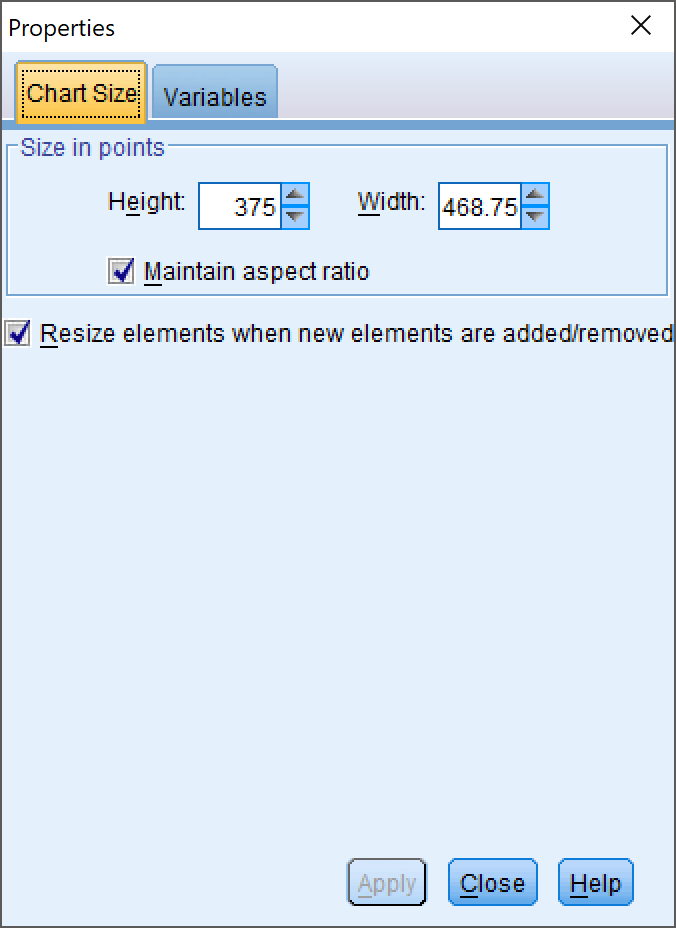 Properties
Chart Size Variables
Size in points
Height: 375 Width: 468.75
Maintain aspect ratio
Resize elements when new elements are added/removed
Apply Close Help